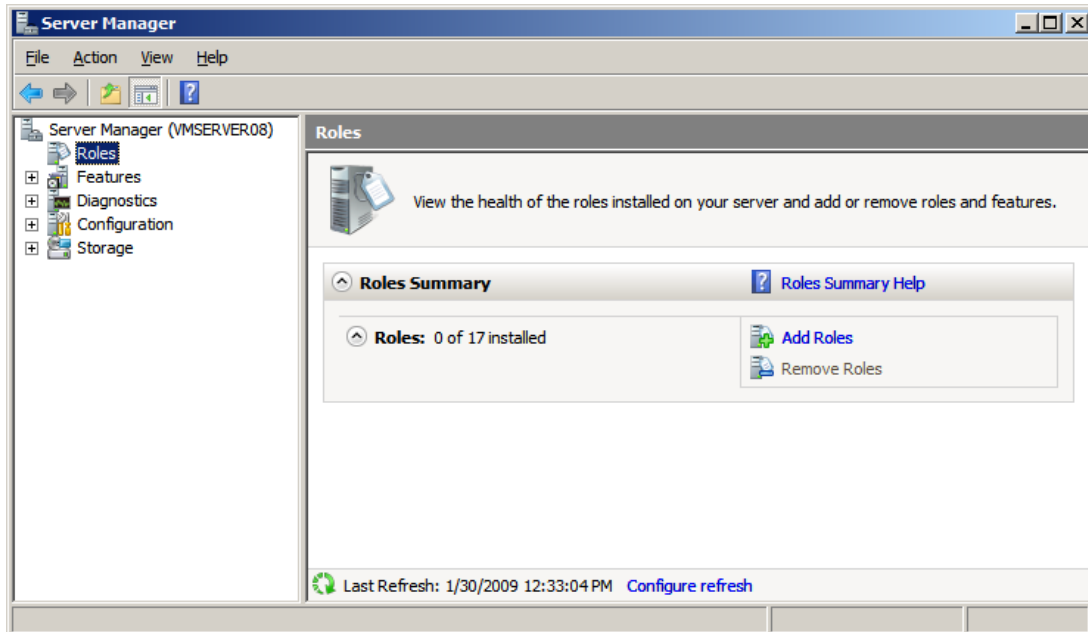 Server Manager
File Action View Help
Server Manager (VMSERVER08)
Roles
Features
Diagnostics
Configuration
Storage
Roles
View the health of the roles installed on your server and add or remove roles and features.
Roles Summary
Roles Summary Help
Roles: 0 of 17 installed
Add Roles
Remove Roles
Last Refresh: 1/30/2009 12:33:04 PM Configure refresh